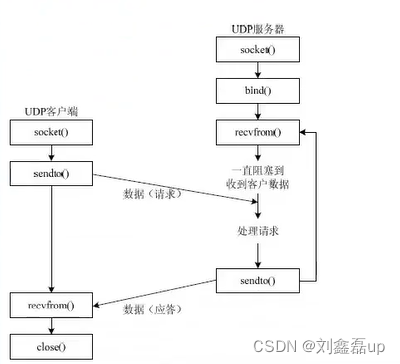 UDP服务器
socket()
bind()
UDP客户端
socket()
recvfrom()
sendto()
一直阻塞到
收到客户数据
数据（请求）
处理请求
sendto()
recvfrom()
数据（应答）
close()
CSDN @刘鑫磊up